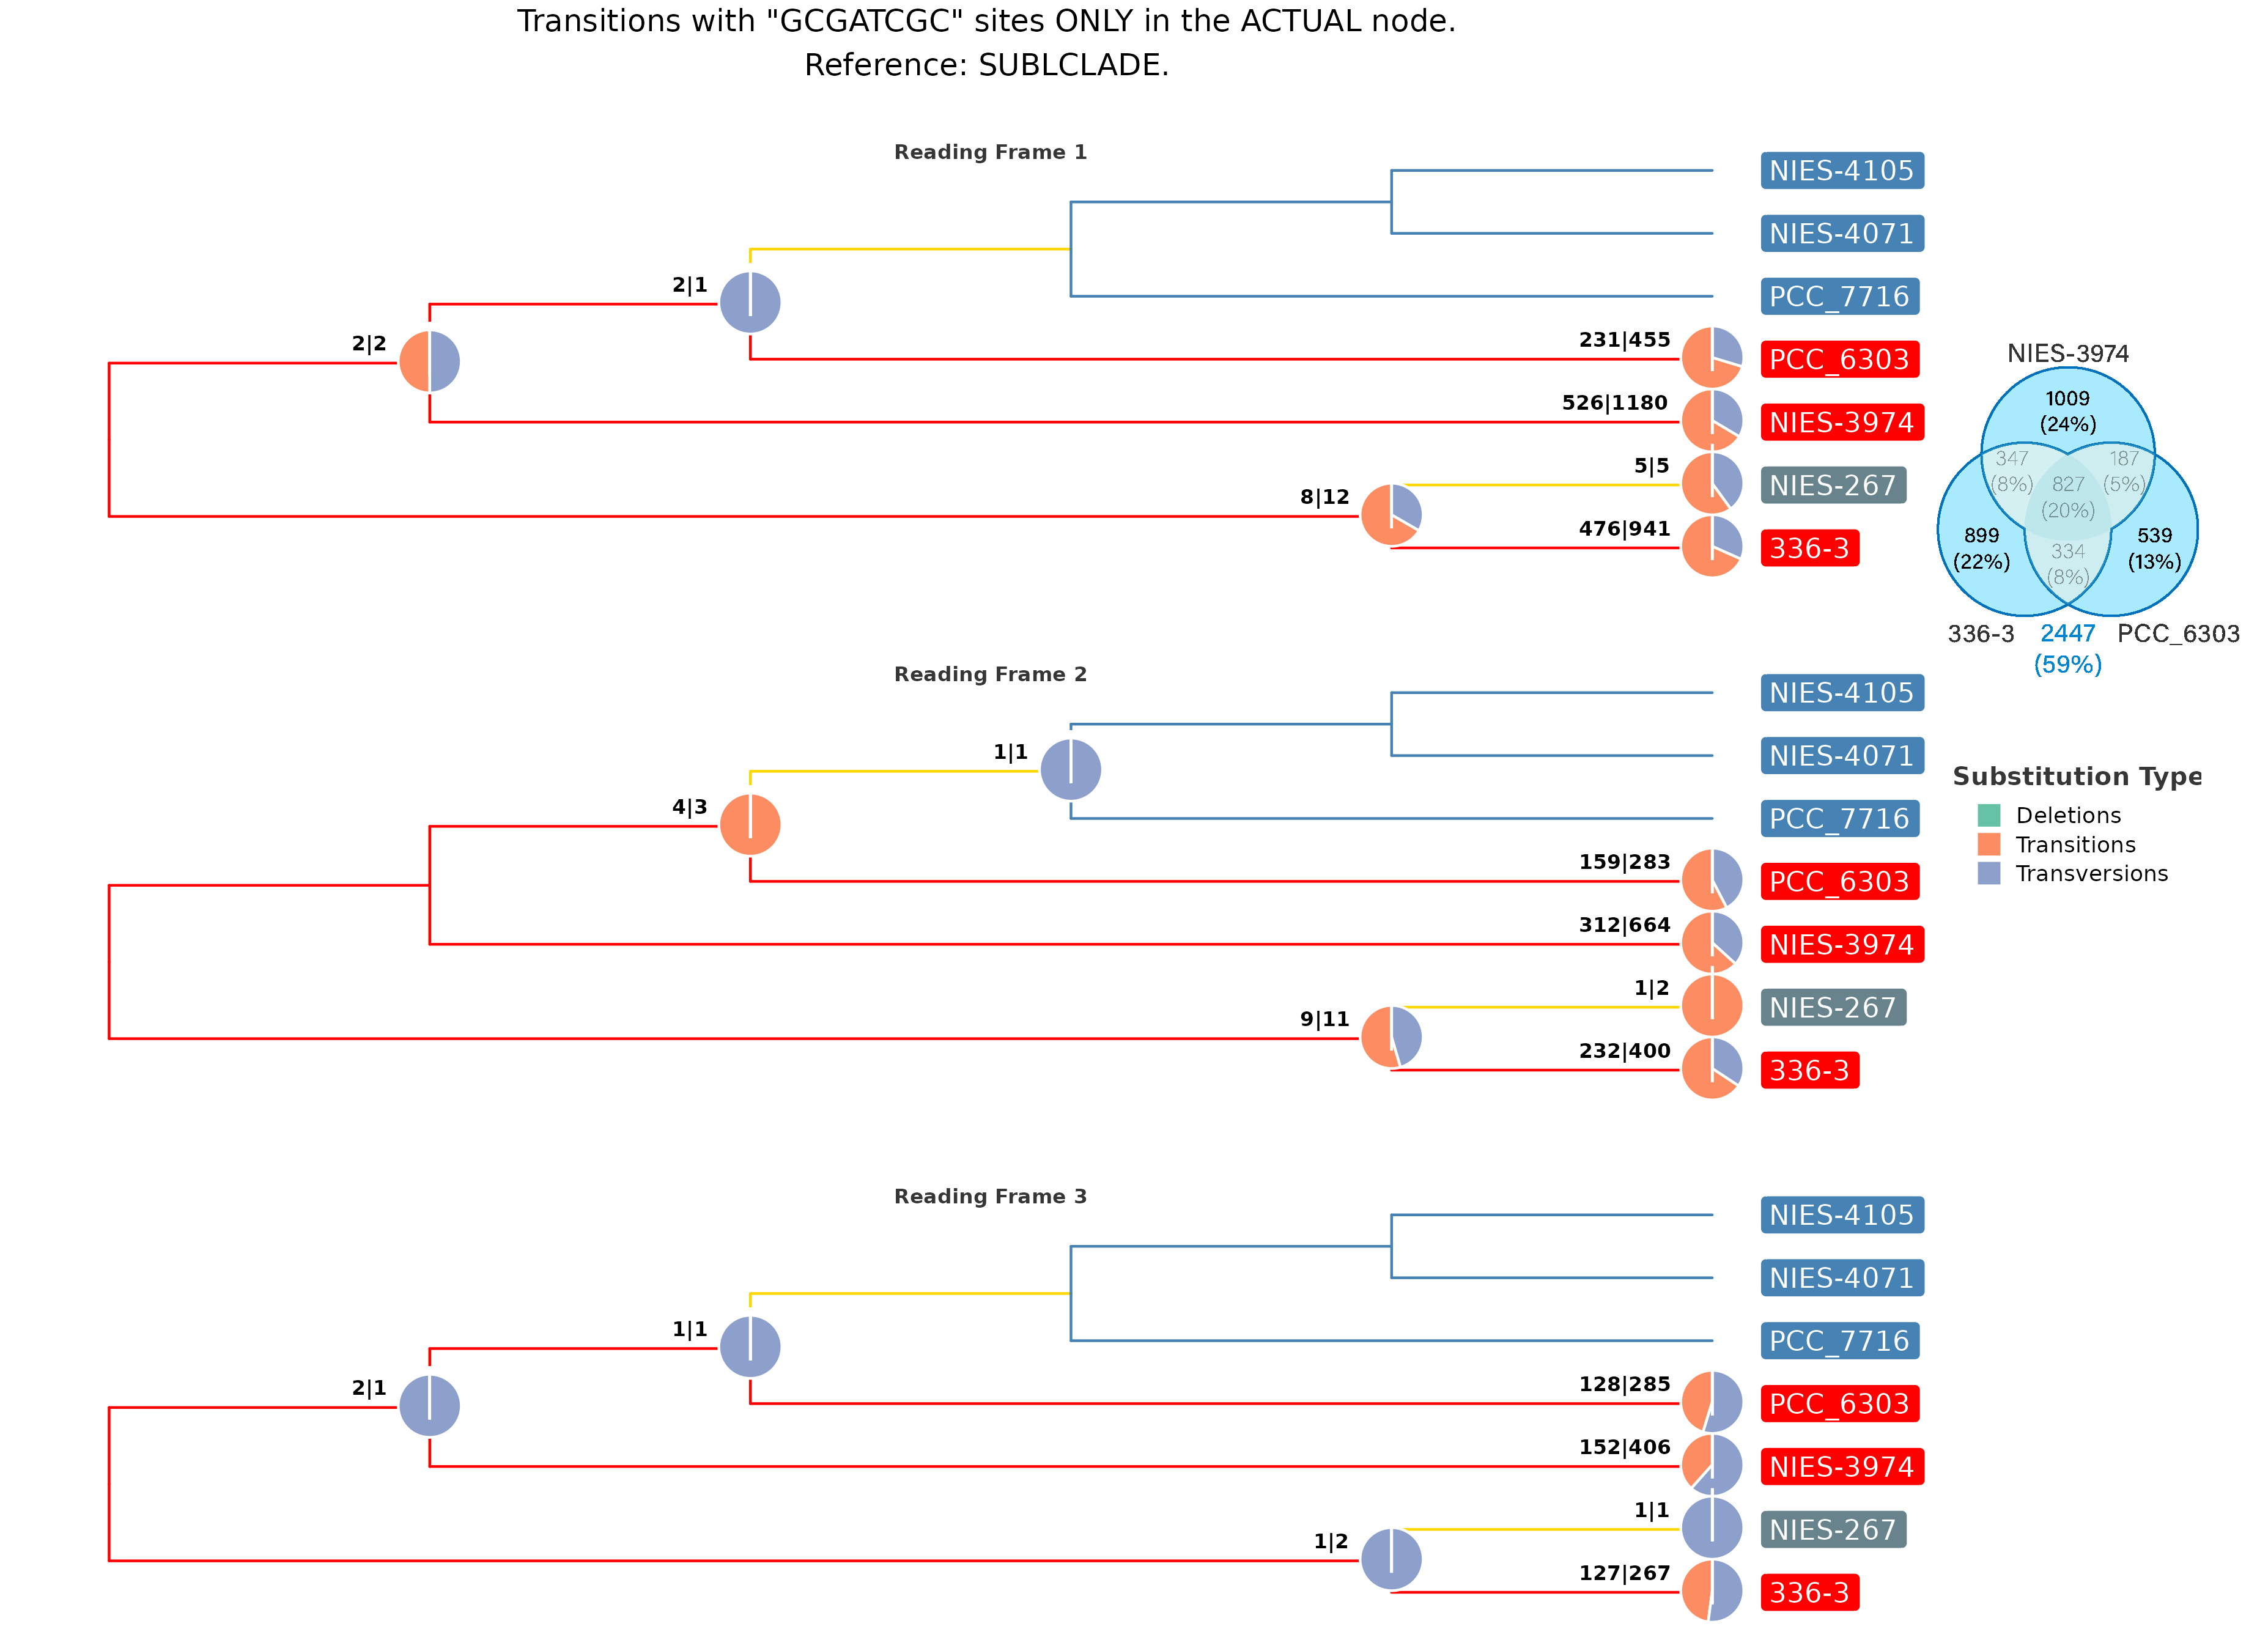 Transitions with "GCGATCGC" sites ONLY in the ACTUAL node.
Reference: SUBLCLADE.
Reading Frame 1
NIES-4105
NIES-4071
2|1
PCC_7716
2|2
231|455
PCC_6303
526|1180
NIES-3974
5|5
NIES-267
8|12
476|941
336-3
NIES-3974
1009
(24%)
347
(8%)
187
(5%)
827
(20%)
899
(22%)
539
(13%)
334
(8%)
336-3
2447
(59%)
PCC_6303
Reading Frame 2
NIES-4105
NIES-4071
1|1
4|3
PCC_7716
159|283
PCC_6303
312|664
NIES-3974
1|2
NIES-267
9|11
232|400
336-3
Substitution Type
Deletions
Transitions
Transversions
Reading Frame 3
NIES-4105
NIES-4071
1|1
PCC_7716
2|1
128|285
PCC_6303
152|406
NIES-3974
1|1
NIES-267
1|2
127|267
336-3